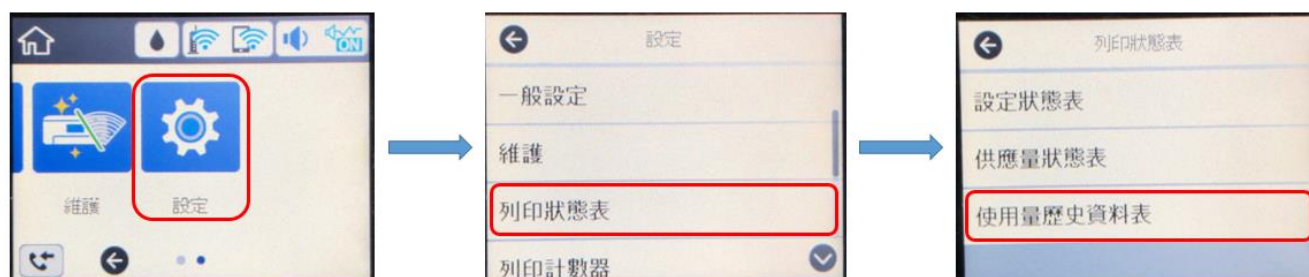 ON
維護
設定
設定
一般設定
維護
列印狀態表
列印計數器
列印狀態表
設定狀態表
供應量狀態表
使用量歷史資料表